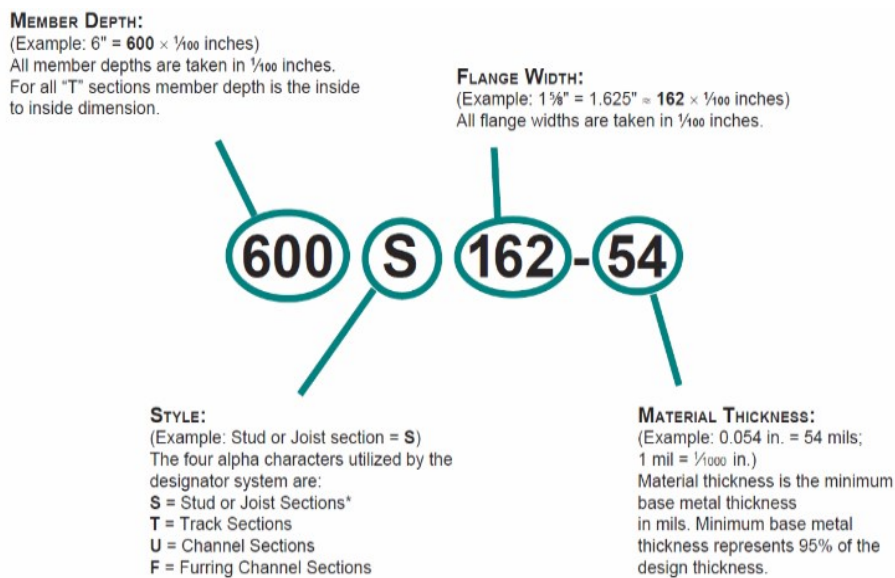 MEMBER DEPTH:
(Example: 6" = 600 × 1⁄100 inches)
All member depths are taken in 1⁄100 inches.
For all "T" sections member depth is the inside
to inside dimension.
FLANGE WIDTH:
(Example: 1 5⁄8" = 1.625" ≈ 162 × 1⁄100 inches)
All flange widths are taken in 1⁄100 inches.
600 S 162-54
STYLE:
(Example: Stud or Joist section = S)
The four alpha characters utilized by the
designator system are:
S = Stud or Joist Sections*
T = Track Sections
U = Channel Sections
F = Furring Channel Sections
MATERIAL THICKNESS:
(Example: 0.054 in. = 54 mils;
1 mil = 1⁄1000 in.)
Material thickness is the minimum
base metal thickness
in mils. Minimum base metal
thickness represents 95% of the
design thickness.